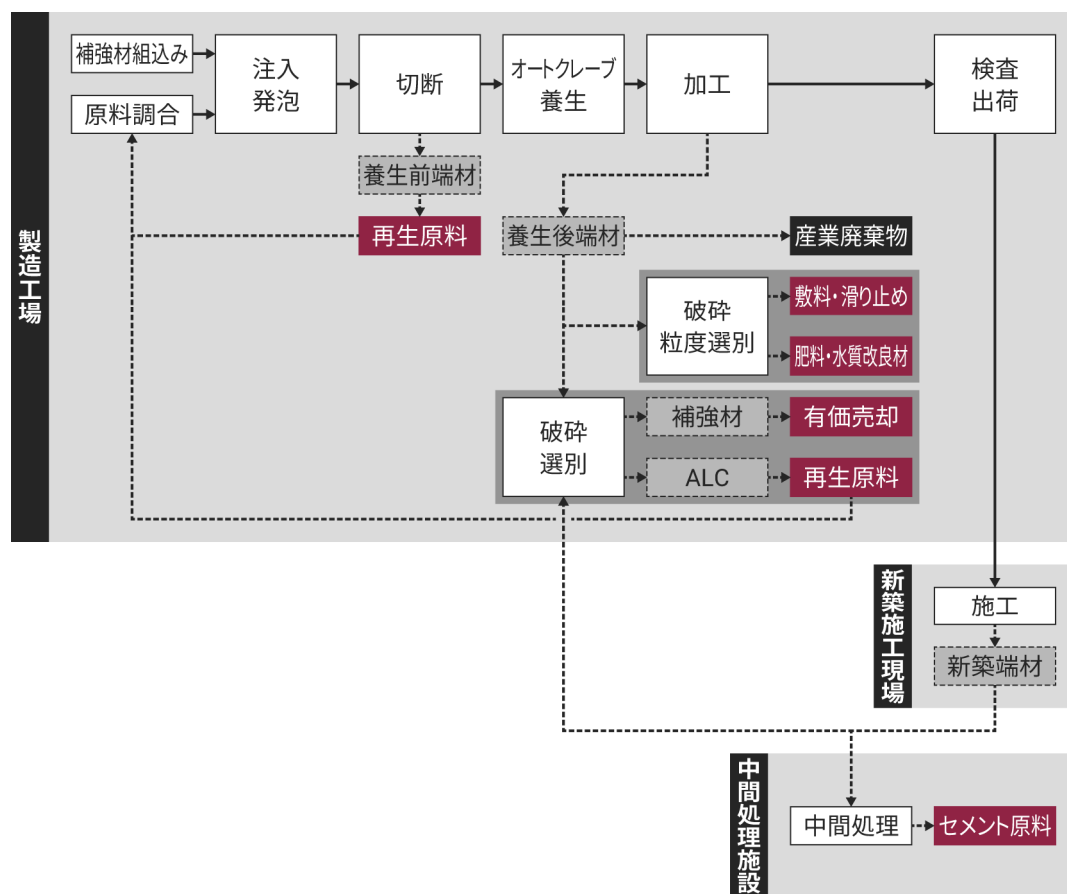 製造工場
補強材組込み
原料調合
注入
発泡
切断
オートクレーブ
養生
加工
検査
出荷
養生前端材
再生原料
養生後端材
産業廃棄物
破砕
粒度選別
敷料・滑り止め
肥料・水質改良材
破砕
選別
補強材
有価売却
ALC
再生原料
新築施工現場
施工
新築端材
中間処理施設
中間処理
セメント原料